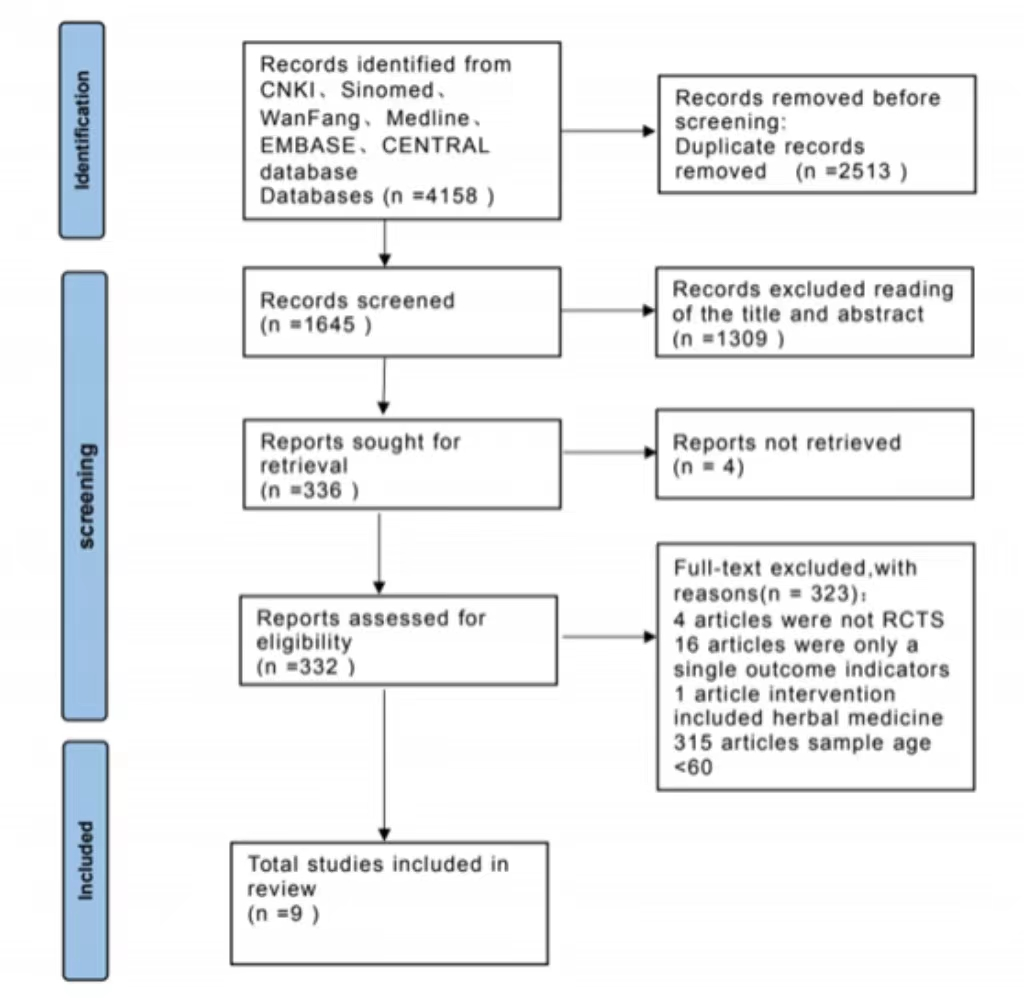 Identification
Records identified from
CNKI、Sinomed、
WanFang、Medline、
EMBASE、CENTRAL
database
Databases (n =4158 )
Records removed before
screening:
Duplicate records
removed (n =2513 )
screening
Records screened
(n =1645 )
Records excluded reading
of the title and abstract
(n =1309 )
Reports sought for
retrieval
(n =336 )
Reports not retrieved
(n = 4)
Reports assessed for
eligibility
(n =332 )
Full-text excluded,with
reasons(n = 323):
4 articles were not RCTS
16 articles were only a
single outcome indicators
1 article intervention
included herbal medicine
315 articles sample age
<60
Included
Total studies included in
review
(n =9 )